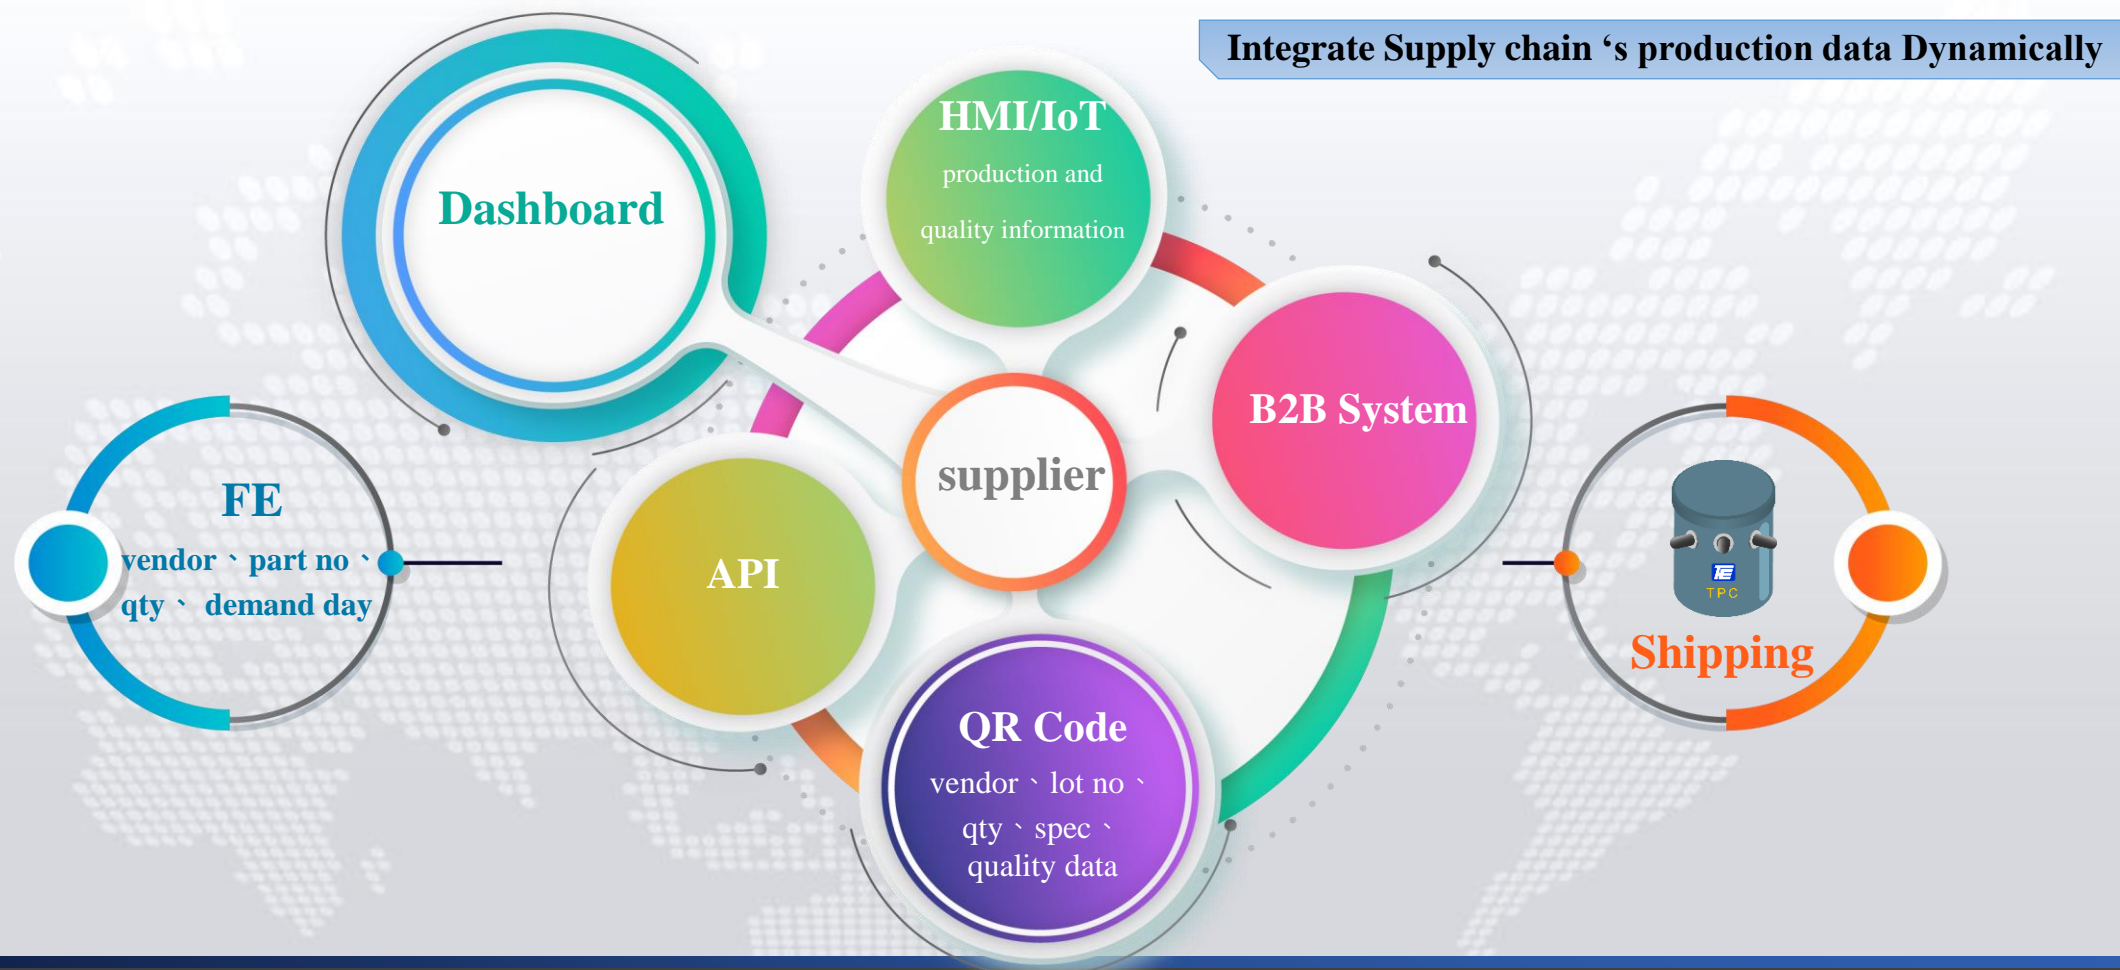 Integrate Supply chain ‘s production data Dynamically
Dashboard
HMI/IoT
production and
quality information
B2B System
supplier
API
FE
vendor、part no、
qty、 demand day
QR Code
vendor、lot no、
qty、spec、
quality data
TPC
Shipping